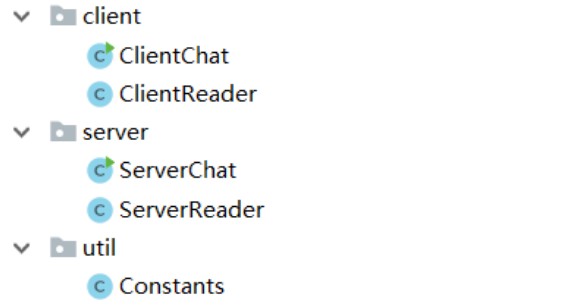 client
ClientChat
ClientReader
server
ServerChat
ServerReader
util
Constants